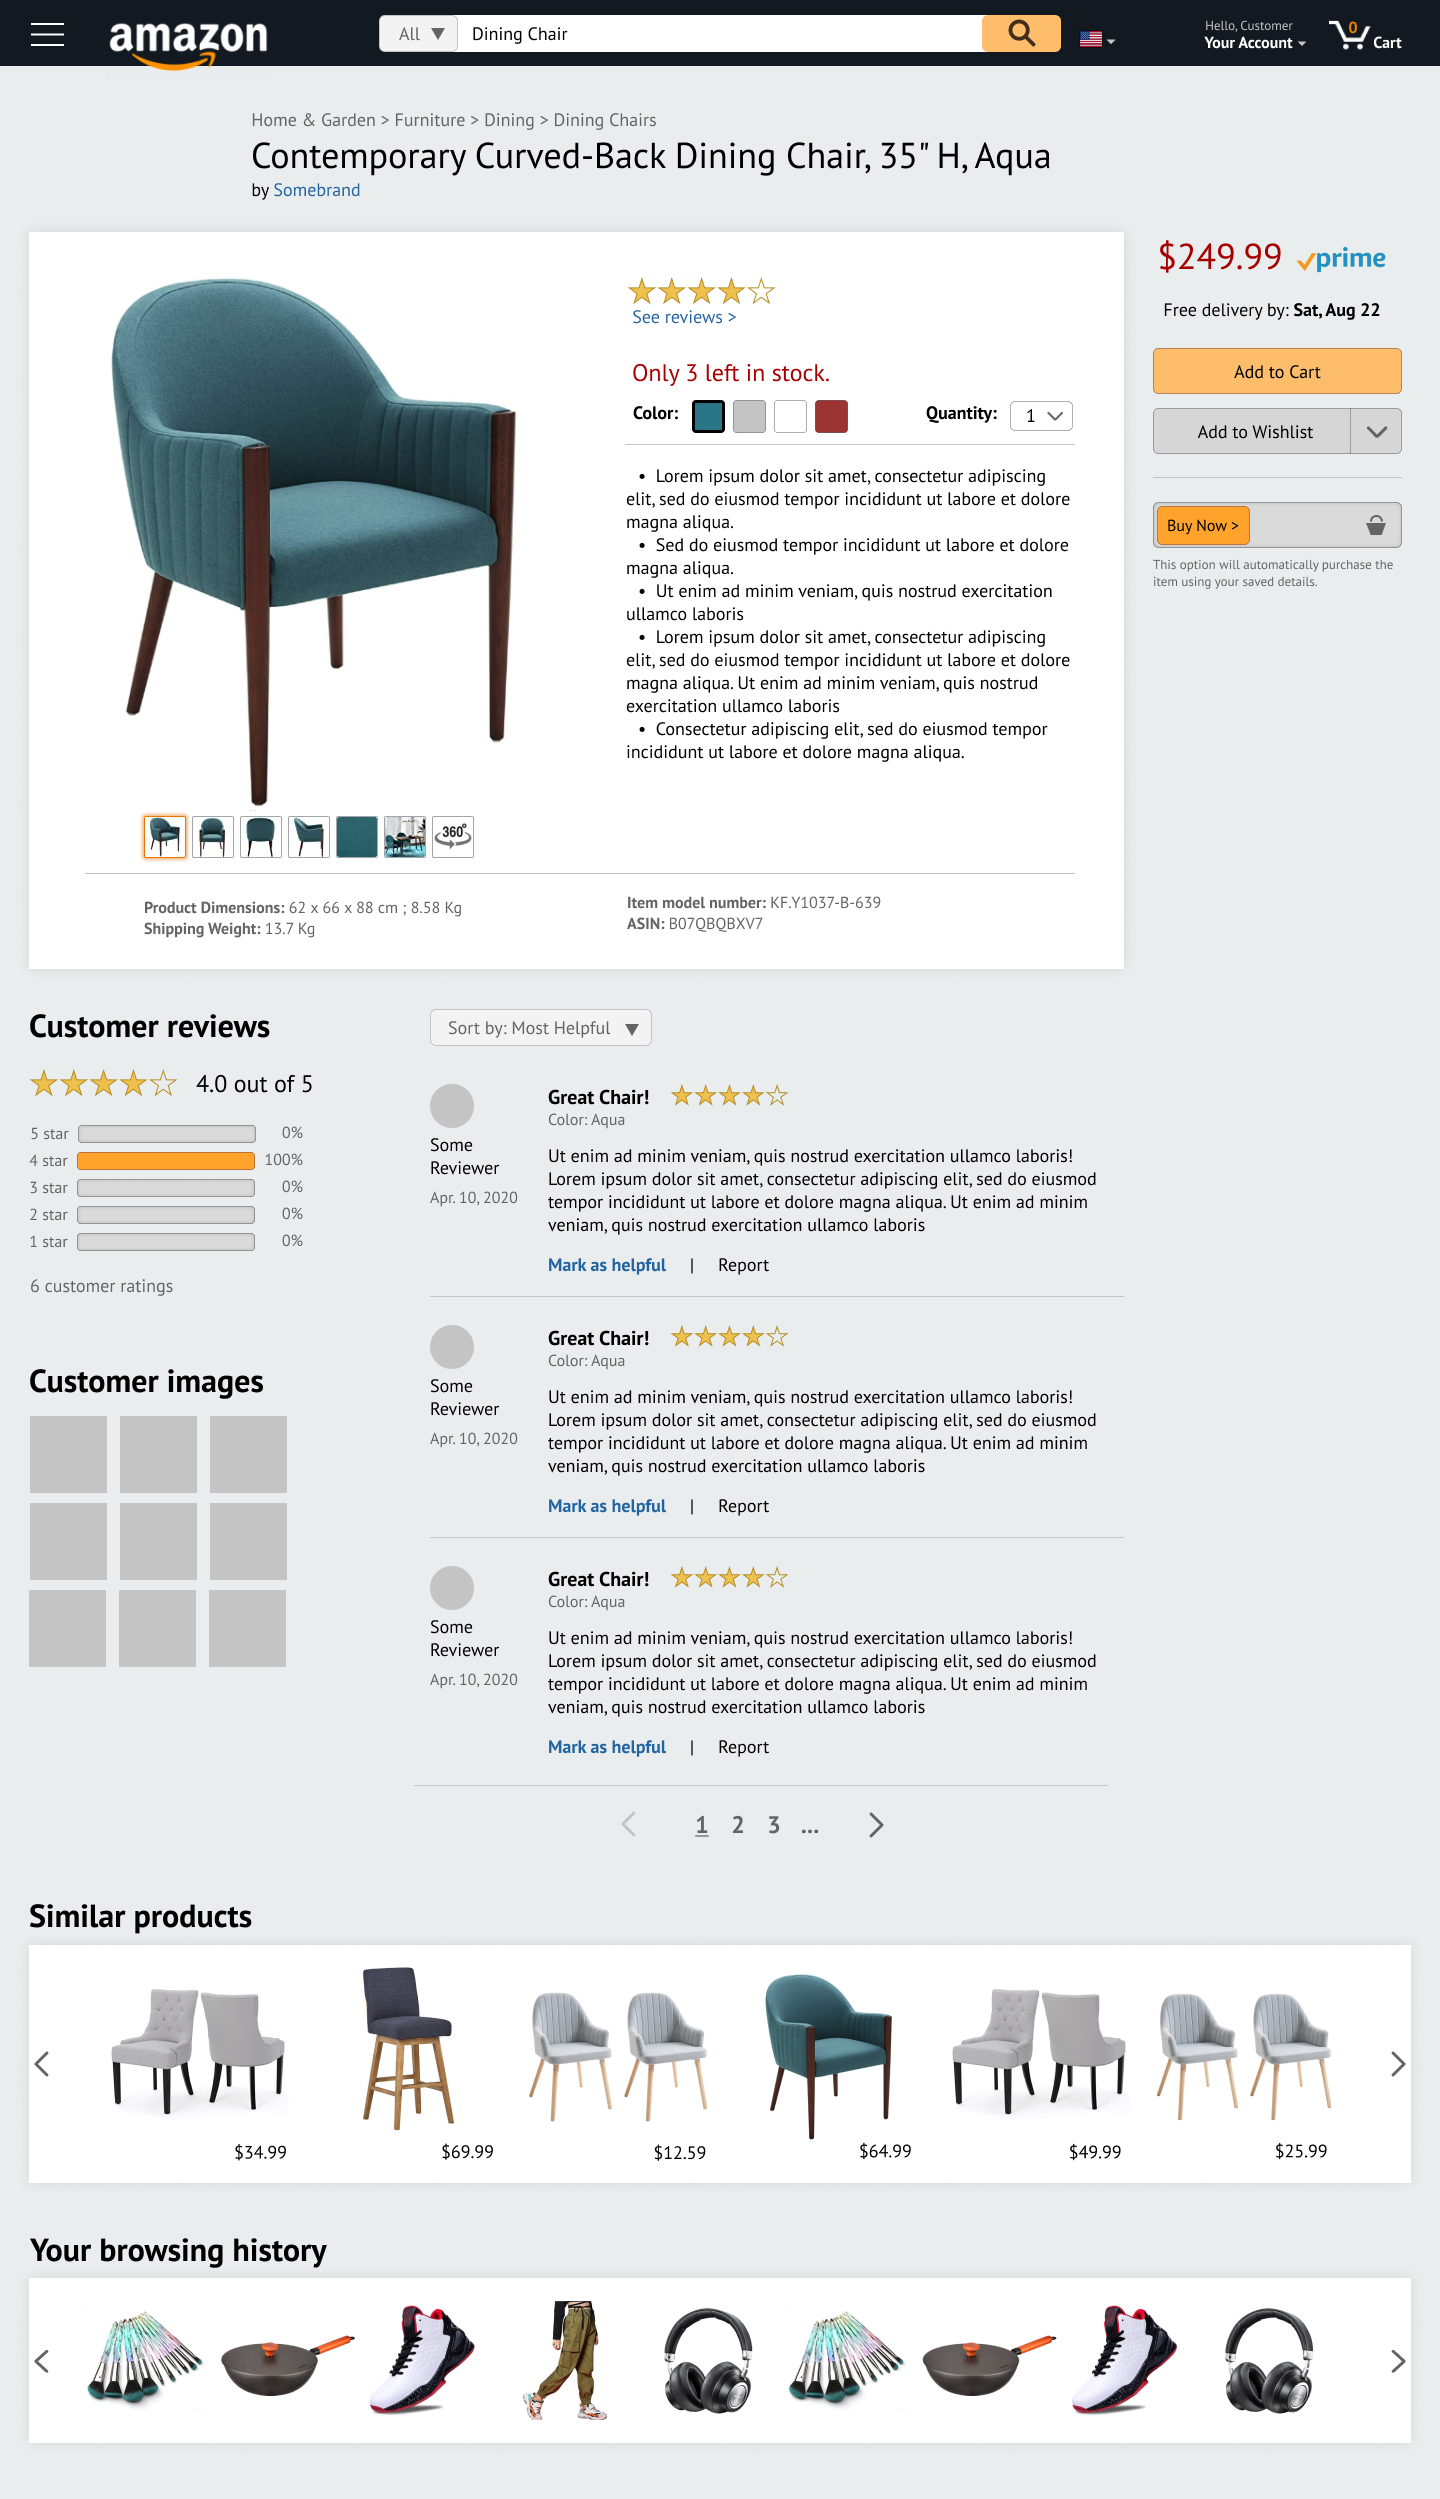 amazon
All ▼
Dining Chair
Hello, Customer
Your Account
0
Cart
Home & Garden > Furniture > Dining > Dining Chairs
Contemporary Curved-Back Dining Chair, 35" H, Aqua
by Somebrand
See reviews >
Only 3 left in stock.
Color:
Quantity: 1
• Lorem ipsum dolor sit amet, consectetur adipiscing
elit, sed do eiusmod tempor incididunt ut labore et dolore
magna aliqua.
• Sed do eiusmod tempor incididunt ut labore et dolore
magna aliqua.
• Ut enim ad minim veniam, quis nostrud exercitation
ullamco laboris
• Lorem ipsum dolor sit amet, consectetur adipiscing
elit, sed do eiusmod tempor incididunt ut labore et dolore
magna aliqua. Ut enim ad minim veniam, quis nostrud
exercitation ullamco laboris
• Consectetur adipiscing elit, sed do eiusmod tempor
incididunt ut labore et dolore magna aliqua.
360°
Product Dimensions: 62 x 66 x 88 cm ; 8.58 Kg
Shipping Weight: 13.7 Kg
Item model number: KF.Y1037-B-639
ASIN: B07QBQBXV7
$249.99 prime
Free delivery by: Sat, Aug 22
Add to Cart
Add to Wishlist
Buy Now >
This option will automatically purchase the
item using your saved details.
Customer reviews
4.0 out of 5
5 star 0%
4 star 100%
3 star 0%
2 star 0%
1 star 0%
6 customer ratings
Customer images
Sort by: Most Helpful ▼
Some
Reviewer
Apr. 10, 2020
Great Chair!
Color: Aqua
Ut enim ad minim veniam, quis nostrud exercitation ullamco laboris!
Lorem ipsum dolor sit amet, consectetur adipiscing elit, sed do eiusmod
tempor incididunt ut labore et dolore magna aliqua. Ut enim ad minim
veniam, quis nostrud exercitation ullamco laboris
Mark as helpful | Report
Some
Reviewer
Apr. 10, 2020
Great Chair!
Color: Aqua
Ut enim ad minim veniam, quis nostrud exercitation ullamco laboris!
Lorem ipsum dolor sit amet, consectetur adipiscing elit, sed do eiusmod
tempor incididunt ut labore et dolore magna aliqua. Ut enim ad minim
veniam, quis nostrud exercitation ullamco laboris
Mark as helpful | Report
Some
Reviewer
Apr. 10, 2020
Great Chair!
Color: Aqua
Ut enim ad minim veniam, quis nostrud exercitation ullamco laboris!
Lorem ipsum dolor sit amet, consectetur adipiscing elit, sed do eiusmod
tempor incididunt ut labore et dolore magna aliqua. Ut enim ad minim
veniam, quis nostrud exercitation ullamco laboris
Mark as helpful | Report
1 2 3 ...
Similar products
$34.99 $69.99 $12.59 $64.99 $49.99 $25.99
Your browsing history